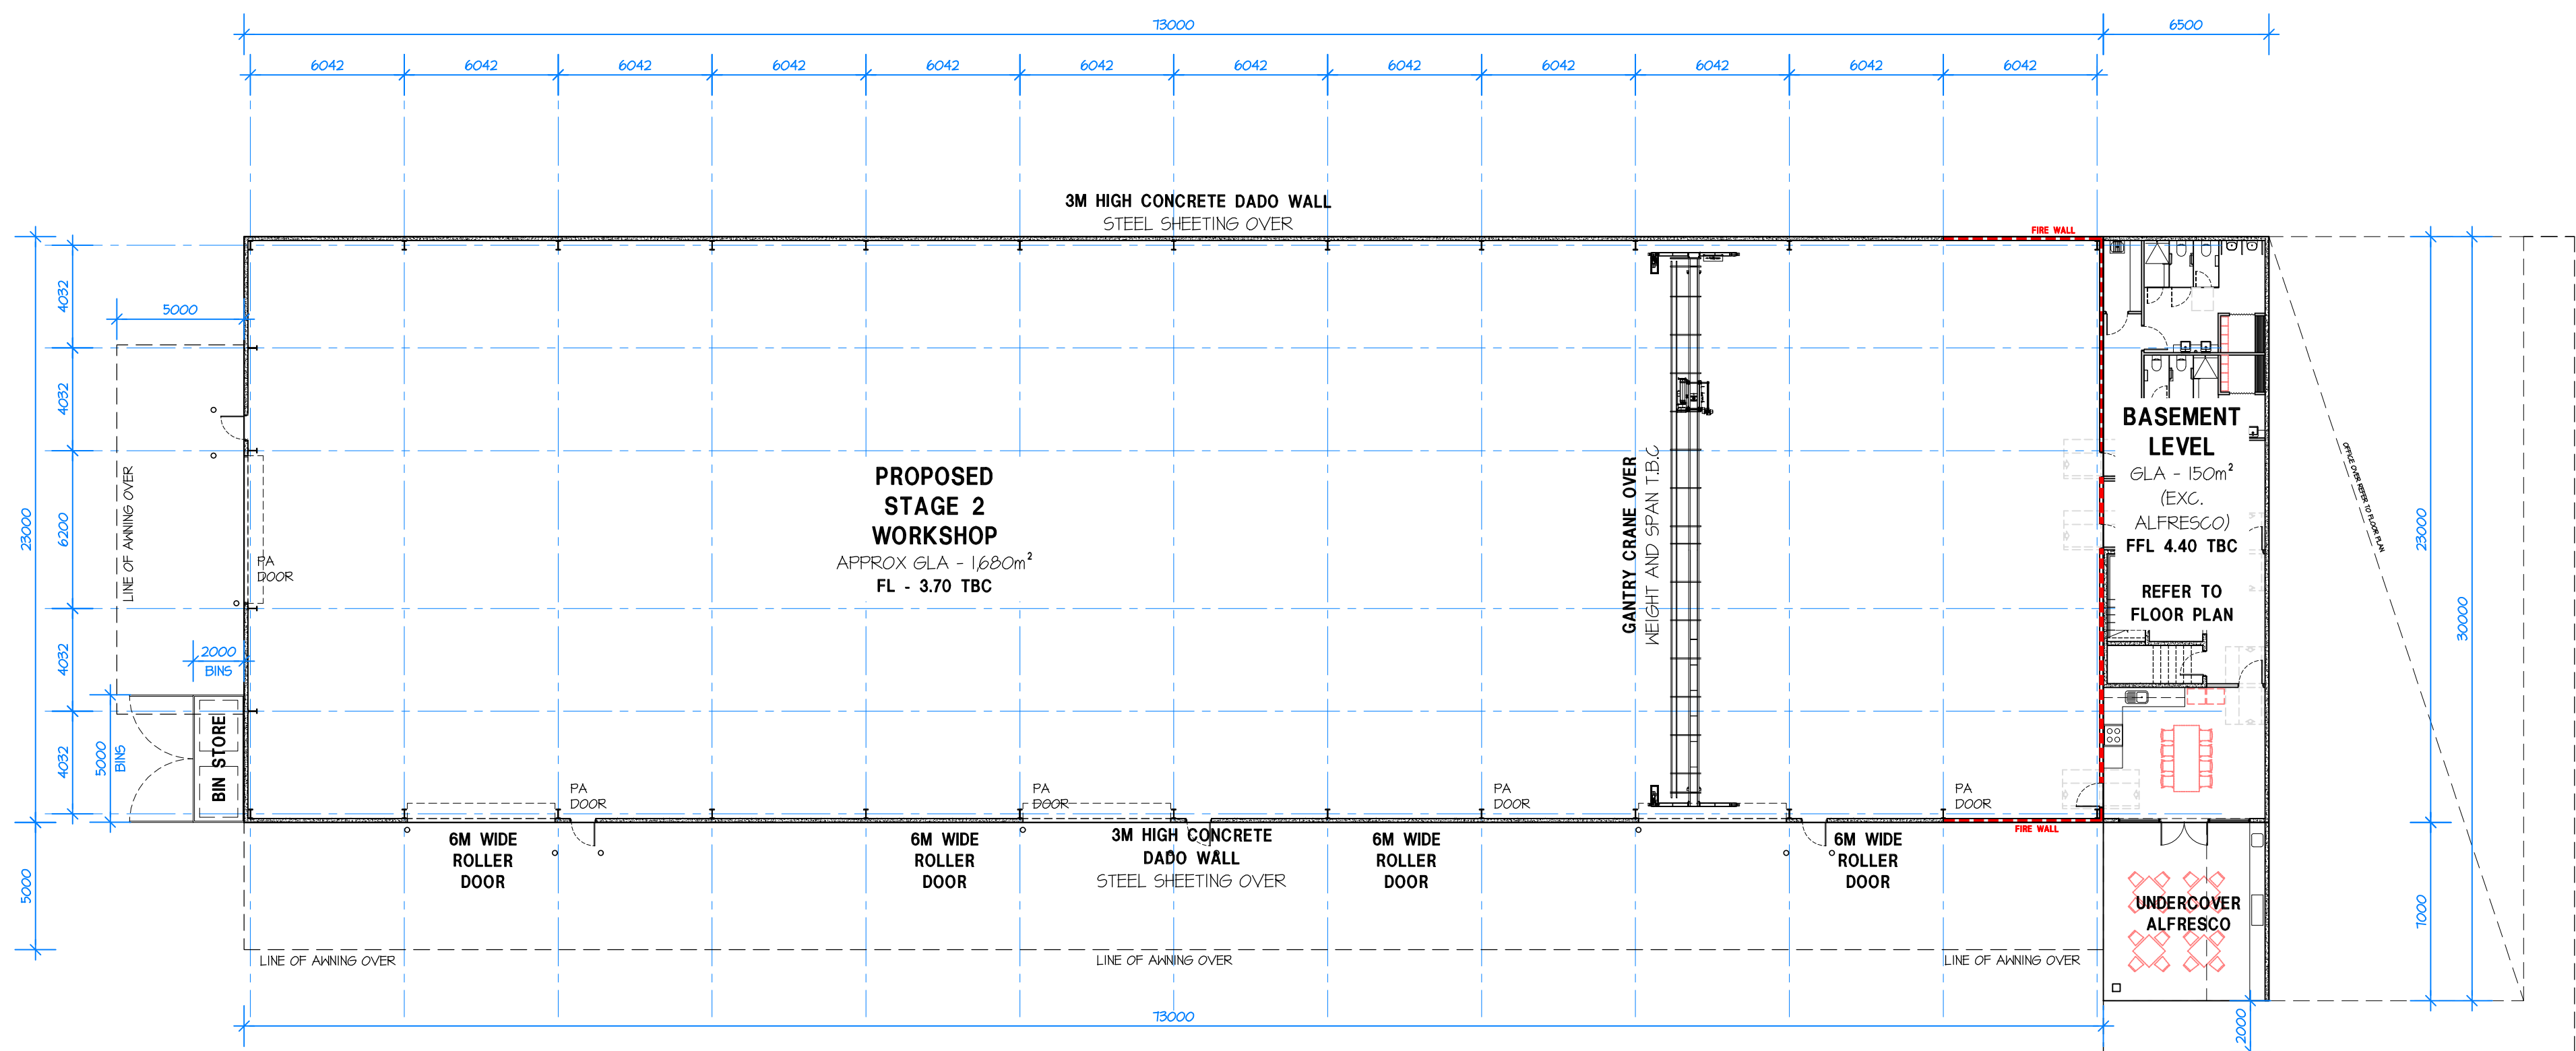 73000
6500
6042 6042 6042 6042 6042 6042 6042 6042 6042 6042 6042 6042
3M HIGH CONCRETE DADO WALL
STEEL SHEETING OVER
FIRE WALL
4032
4032
6200
4032
4032
23000
5000
5000
LINE OF AWNING OVER
2000
BINS
5000
BINS
BIN STORE
PA
DOOR
PROPOSED
STAGE 2
WORKSHOP
APPROX GLA - 1,680m²
FL - 3.70 TBC
GANTRY CRANE OVER
WEIGHT AND SPAN T.B.C
BASEMENT
LEVEL
GLA - 150m²
(EXC.
ALFRESCO)
FFL 4.40 TBC
REFER TO
FLOOR PLAN
OFFICE OVER REFER TO FLOOR PLAN
23000
30000
7000
2000
PA
DOOR
PA
DOOR
PA
DOOR
PA
DOOR
6M WIDE
ROLLER
DOOR
6M WIDE
ROLLER
DOOR
3M HIGH CONCRETE
DADO WALL
STEEL SHEETING OVER
6M WIDE
ROLLER
DOOR
6M WIDE
ROLLER
DOOR
FIRE WALL
UNDERCOVER
ALFRESCO
LINE OF AWNING OVER
LINE OF AWNING OVER
LINE OF AWNING OVER
73000